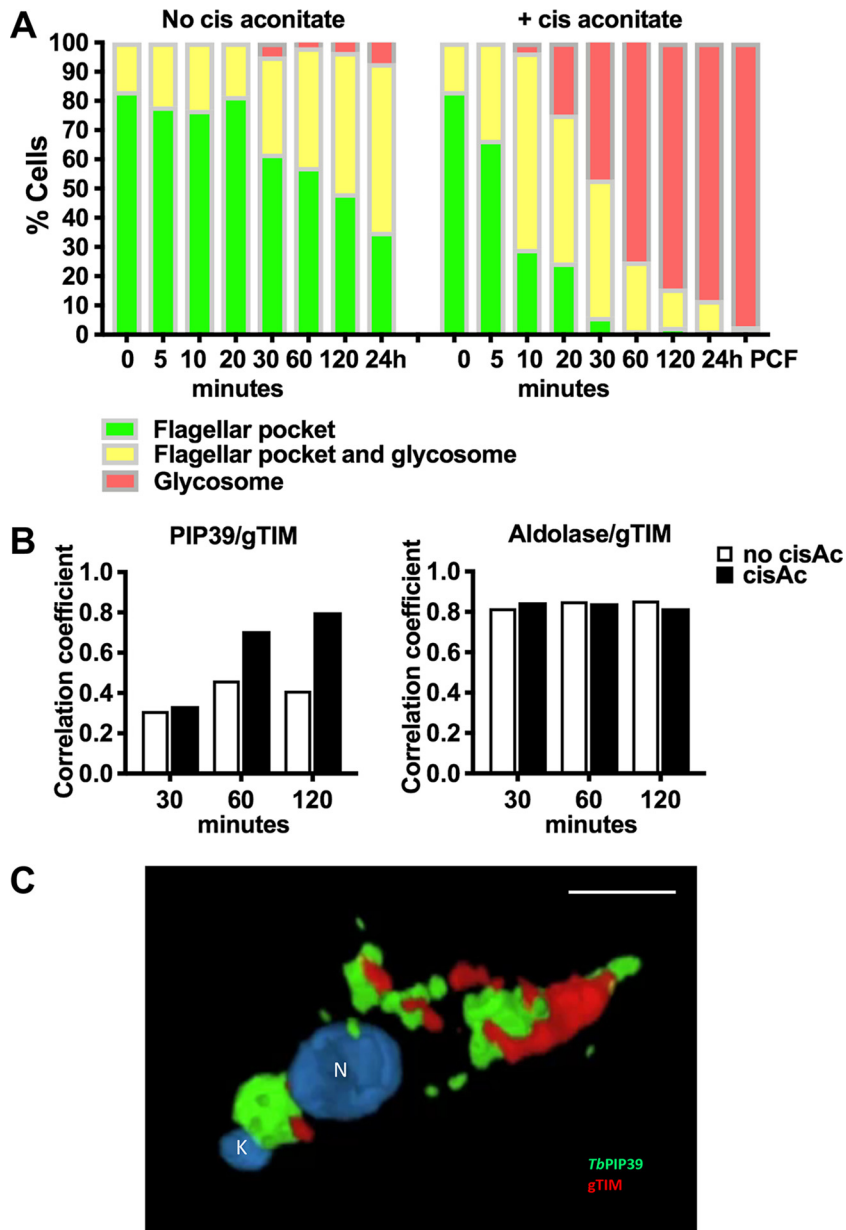 A
No cis aconitate
+ cis aconitate
% Cells
100
90
80
70
60
50
40
30
20
10
0
0 5 10 20 30 60 120 24h
0 5 10 20 30 60 120 24h PCF
minutes
minutes
Flagellar pocket
Flagellar pocket and glycosome
Glycosome
B
PIP39/gTIM
Correlation coefficient
1.0
0.8
0.6
0.4
0.2
0.0
30 60 120
minutes
Aldolase/gTIM
Correlation coefficient
1.0
0.8
0.6
0.4
0.2
0.0
30 60 120
minutes
no cisAc
cisAc
C
N
K
TbPIP39
gTIM